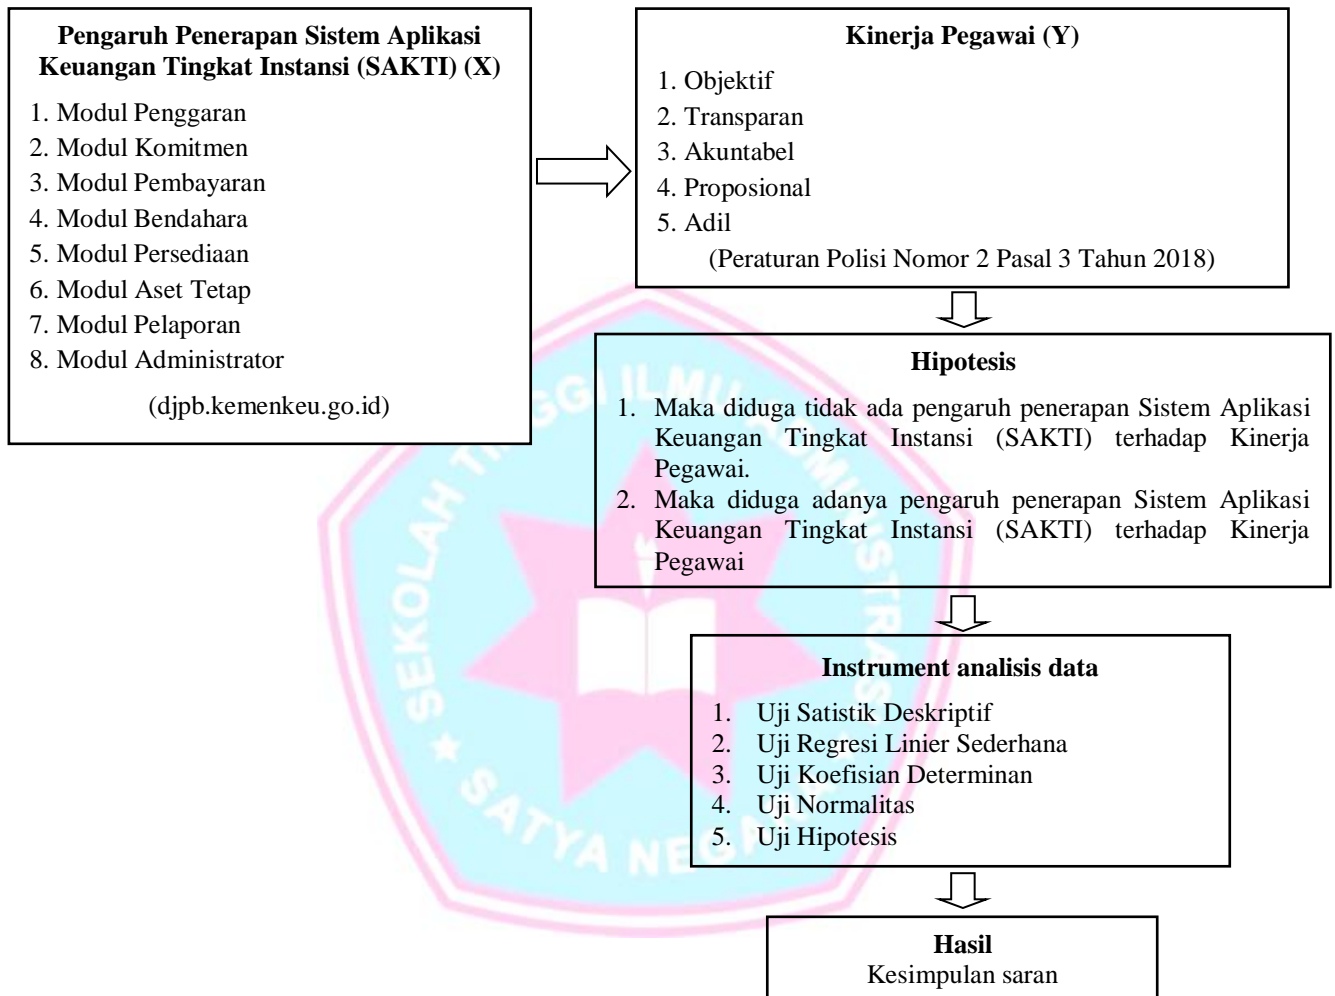 Pengaruh Penerapan Sistem Aplikasi
Keuangan Tingkat Instansi (SAKTI) (X)
1. Modul Penggaran
2. Modul Komitmen
3. Modul Pembayaran
4. Modul Bendahara
5. Modul Persediaan
6. Modul Aset Tetap
7. Modul Pelaporan
8. Modul Administrator
(djpb.kemenkeu.go.id)
Kinerja Pegawai (Y)
1. Objektif
2. Transparan
3. Akuntabel
4. Proposional
5. Adil
(Peraturan Polisi Nomor 2 Pasal 3 Tahun 2018)
Hipotesis
1. Maka diduga tidak ada pengaruh penerapan Sistem Aplikasi
Keuangan Tingkat Instansi (SAKTI) terhadap Kinerja
Pegawai.
2. Maka diduga adanya pengaruh penerapan Sistem Aplikasi
Keuangan Tingkat Instansi (SAKTI) terhadap Kinerja
Pegawai
Instrument analisis data
1. Uji Satistik Deskriptif
2. Uji Regresi Linier Sederhana
3. Uji Koefisian Determinan
4. Uji Normalitas
5. Uji Hipotesis
Hasil
Kesimpulan saran
SEKOLAH TINGGI ILMU ADMINISTRASI
SATYA NEGARA